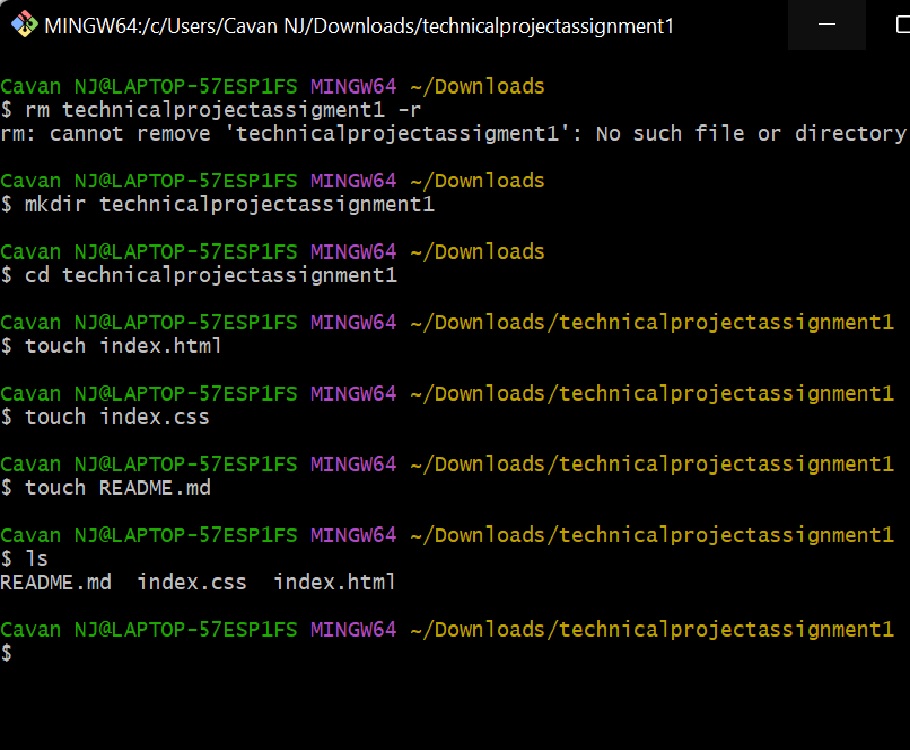 MINGW64:/c/Users/Cavan NJ/Downloads/technicalprojectassignment1
Cavan NJ@LAPTOP-57ESP1FS MINGW64 ~/Downloads
$ rm technicalprojectassigment1 -r
rm: cannot remove 'technicalprojectassigment1': No such file or directory
Cavan NJ@LAPTOP-57ESP1FS MINGW64 ~/Downloads
$ mkdir technicalprojectassignment1
Cavan NJ@LAPTOP-57ESP1FS MINGW64 ~/Downloads
$ cd technicalprojectassignment1
Cavan NJ@LAPTOP-57ESP1FS MINGW64 ~/Downloads/technicalprojectassignment1
$ touch index.html
Cavan NJ@LAPTOP-57ESP1FS MINGW64 ~/Downloads/technicalprojectassignment1
$ touch index.css
Cavan NJ@LAPTOP-57ESP1FS MINGW64 ~/Downloads/technicalprojectassignment1
$ touch README.md
Cavan NJ@LAPTOP-57ESP1FS MINGW64 ~/Downloads/technicalprojectassignment1
$ ls
README.md  index.css  index.html
Cavan NJ@LAPTOP-57ESP1FS MINGW64 ~/Downloads/technicalprojectassignment1
$